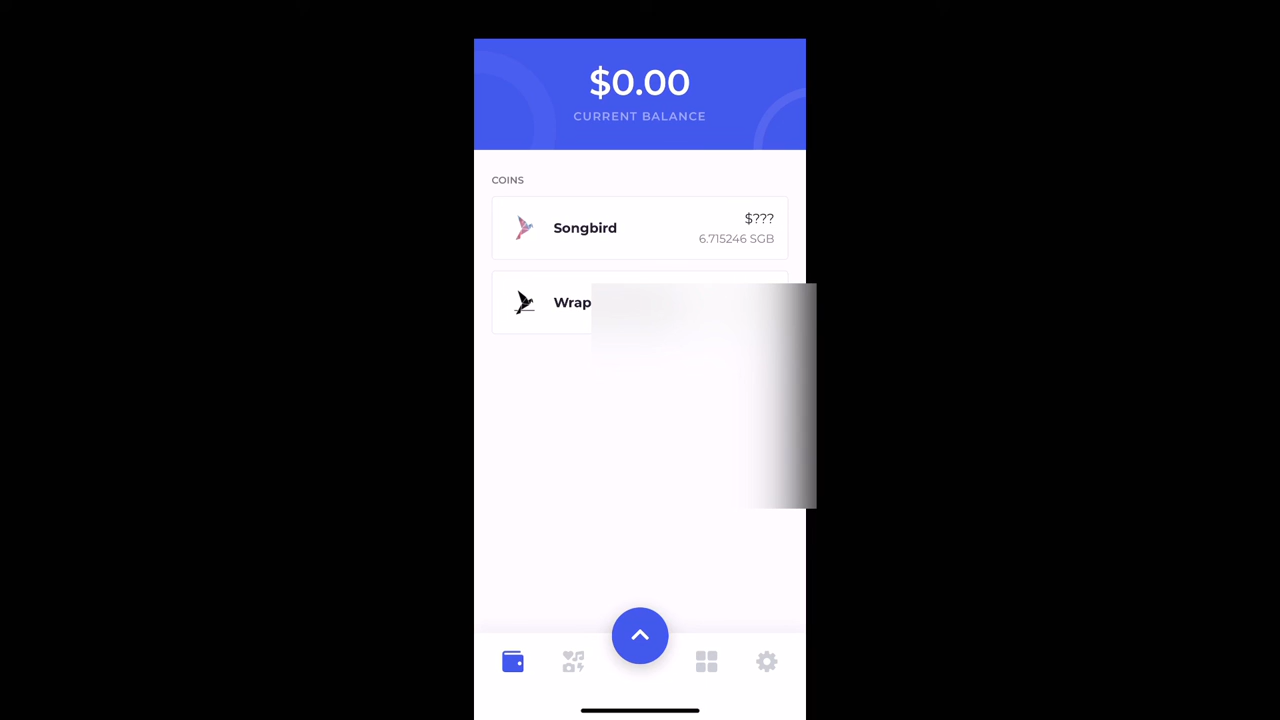 $0.00
CURRENT BALANCE
COINS
Songbird
$???
6.715246 SGB
Wrap